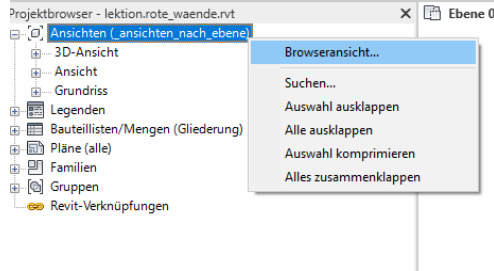 Projektbrowser - lektion.rote_waende.rvt
Ebene 0
Ansichten (_ansichten_nach_ebene)
3D-Ansicht
Ansicht
Grundriss
Legenden
Bauteillisten/Mengen (Gliederung)
Pläne (alle)
Familien
Gruppen
Revit-Verknüpfungen
Browseransicht...
Suchen...
Auswahl ausklappen
Alle ausklappen
Auswahl komprimieren
Alles zusammenklappen